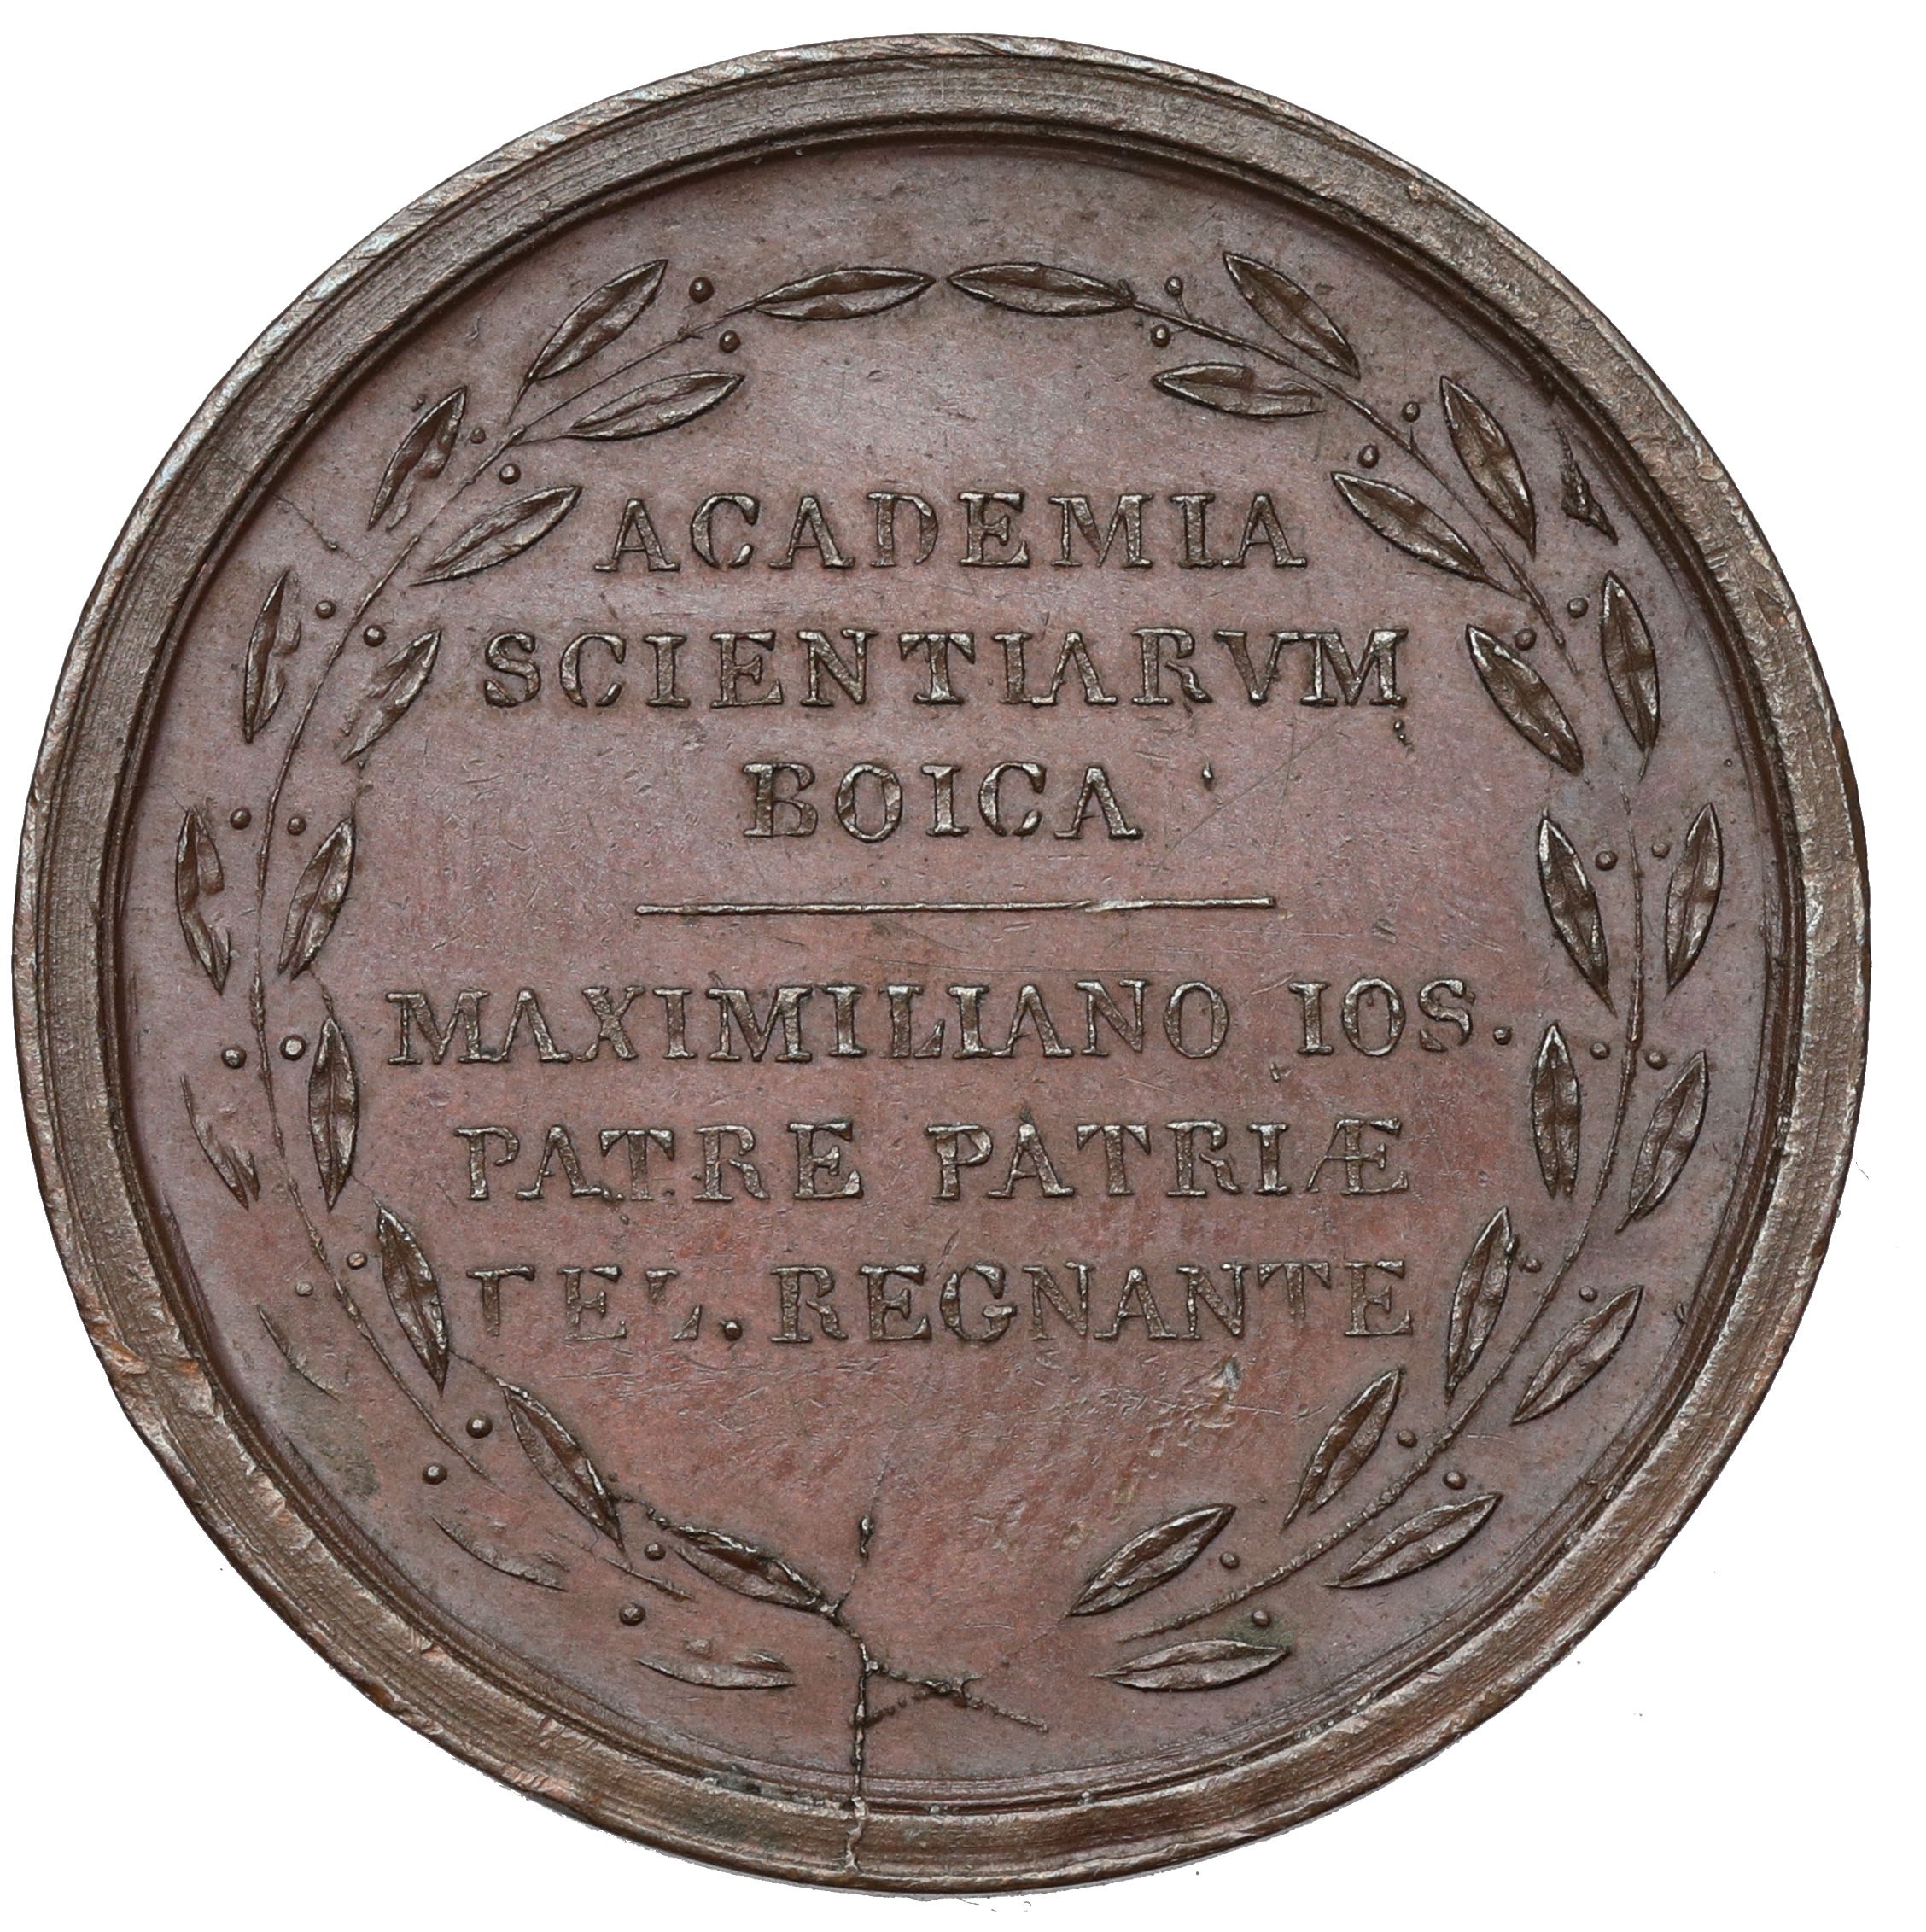 ACADEMIA
SCIENTIARVM
BOICA
MAXIMILIANO IOS.
PATRE PATRIÆ
FEL. REGNANTE